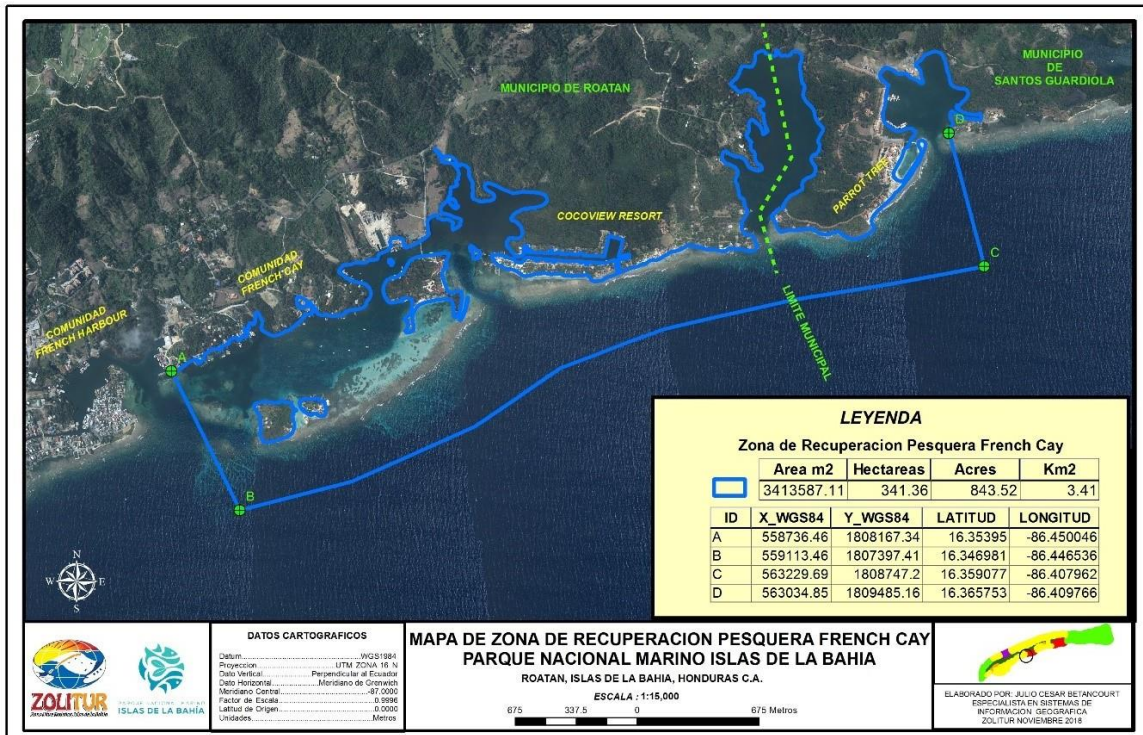 MUNICIPIO DE ROATAN
MUNICIPIO
DE
SANTOS GUARDIOLA
D
PARROT TREE
COCOVIEW RESORT
C
COMUNIDAD
FRENCH CAY
COMUNIDAD
FRENCH HARBOUR
A
LIMITE MUNICIPAL
B
N
W E
S
LEYENDA
Zona de Recuperacion Pesquera French Cay
Area m2 Hectareas Acres Km2
3413587.11 341.36 843.52 3.41
ID X_WGS84 Y_WGS84 LATITUD LONGITUD
A 558736.46 1808167.34 16.35395 -86.450046
B 559113.46 1807397.41 16.346981 -86.446536
C 563229.69 1808747.2 16.359077 -86.407962
D 563034.85 1809485.16 16.365753 -86.409766
ZOLITUR
PARQUE NACIONAL MARINO
ISLAS DE LA BAHÍA
DATOS CARTOGRAFICOS
Datum............WGS1984
Proyeccion............UTM ZONA 16 N
Dato Vertical............Perpendicular al Ecuador
Dato Horizontal............Meridiano de Grenwich
Meridiano Central............-87.0000
Factor de Escala............0.9996
Latitud de Origen............0.0000
Unidades............Metros
MAPA DE ZONA DE RECUPERACION PESQUERA FRENCH CAY
PARQUE NACIONAL MARINO ISLAS DE LA BAHIA
ROATAN, ISLAS DE LA BAHIA, HONDURAS C.A.
ESCALA : 1:15,000
675 337.5 0 675 Metros
ELABORADO POR: JULIO CESAR BETANCOURT
ESPECIALISTA EN SISTEMAS DE
INFORMACION GEOGRAFICA
ZOLITUR NOVIEMBRE 2018